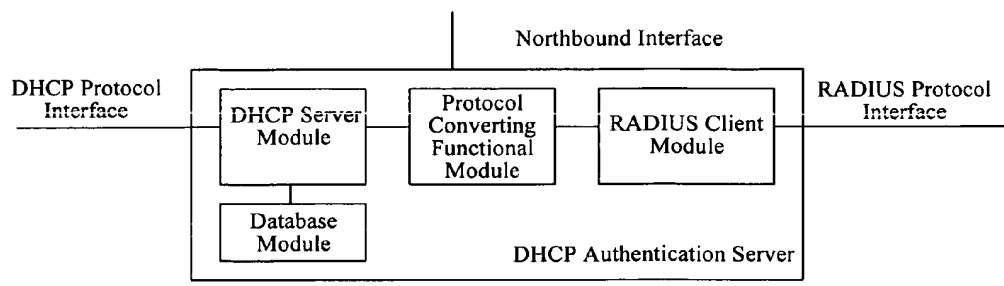 Northbound Interface
DHCP Protocol
Interface
RADIUS Protocol
Interface
DHCP Server
Module
Protocol
Converting
Functional
Module
RADIUS Client
Module
Database
Module
DHCP Authentication Server